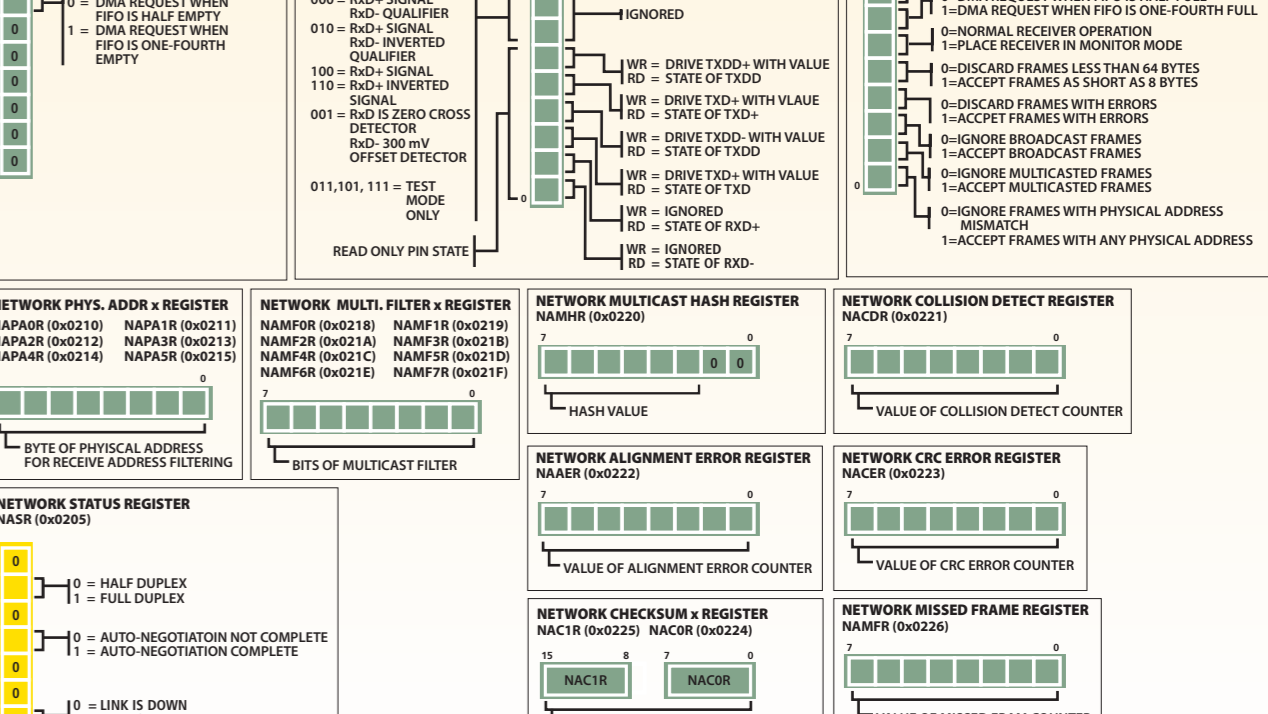 0 = DMA REQUEST WHEN
FIFO IS HALF EMPTY
1 = DMA REQUEST WHEN
FIFO IS ONE-FOURTH
EMPTY
0
0
0
0
0
0
000 = RxD+ SIGNAL
RxD- QUALIFIER
010 = RxD+ SIGNAL
RxD- INVERTED
QUALIFIER
100 = RxD+ SIGNAL
110 = RxD+ INVERTED
SIGNAL
001 = RxD IS ZERO CROSS
DETECTOR
RxD- 300 mV
OFFSET DETECTOR
011,101, 111 = TEST
MODE
ONLY
READ ONLY PIN STATE
0
IGNORED
WR = DRIVE TXDD+ WITH VALUE
RD = STATE OF TXDD
WR = DRIVE TXD+ WITH VLAUE
RD = STATE OF TXD+
WR = DRIVE TXDD- WITH VALUE
RD = STATE OF TXDD
WR = DRIVE TXD+ WITH VALUE
RD = STATE OF TXD
WR = IGNORED
RD = STATE OF RXD+
WR = IGNORED
RD = STATE OF RXD-
0
1=DMA REQUEST WHEN FIFO IS ONE-FOURTH FULL
0=NORMAL RECEIVER OPERATION
1=PLACE RECEIVER IN MONITOR MODE
0=DISCARD FRAMES LESS THAN 64 BYTES
1=ACCEPT FRAMES AS SHORT AS 8 BYTES
0=DISCARD FRAMES WITH ERRORS
1=ACCPET FRAMES WITH ERRORS
0=IGNORE BROADCAST FRAMES
1=ACCEPT BROADCAST FRAMES
0=IGNORE MULTICASTED FRAMES
1=ACCEPT MULTICASTED FRAMES
0=IGNORE FRAMES WITH PHYSICAL ADDRESS
MISMATCH
1=ACCEPT FRAMES WITH ANY PHYSICAL ADDRESS
NETWORK PHYS. ADDR x REGISTER
NAPA0R (0x0210) NAPA1R (0x0211)
NAPA2R (0x0212) NAPA3R (0x0213)
NAPA4R (0x0214) NAPA5R (0x0215)
0
BYTE OF PHYISCAL ADDRESS
FOR RECEIVE ADDRESS FILTERING
NETWORK MULTI. FILTER x REGISTER
NAMF0R (0x0218) NAMF1R (0x0219)
NAMF2R (0x021A) NAMF3R (0x021B)
NAMF4R (0x021C) NAMF5R (0x021D)
NAMF6R (0x021E) NAMF7R (0x021F)
7 0
BITS OF MULTICAST FILTER
NETWORK MULTICAST HASH REGISTER
NAMHR (0x0220)
7 0
0 0
HASH VALUE
NETWORK COLLISION DETECT REGISTER
NACDR (0x0221)
7 0
VALUE OF COLLISION DETECT COUNTER
NETWORK ALIGNMENT ERROR REGISTER
NAAER (0x0222)
7 0
VALUE OF ALIGNMENT ERROR COUNTER
NETWORK CRC ERROR REGISTER
NACER (0x0223)
7 0
VALUE OF CRC ERROR COUNTER
NETWORK STATUS REGISTER
NASR (0x0205)
0
0 = HALF DUPLEX
1 = FULL DUPLEX
0
0 = AUTO-NEGOTIATOIN NOT COMPLETE
1 = AUTO-NEGOTIATION COMPLETE
0
0
0 = LINK IS DOWN
NETWORK CHECKSUM x REGISTER
NAC1R (0x0225) NAC0R (0x0224)
15 8 7 0
NAC1R NAC0R
NETWORK MISSED FRAME REGISTER
NAMFR (0x0226)
7 0